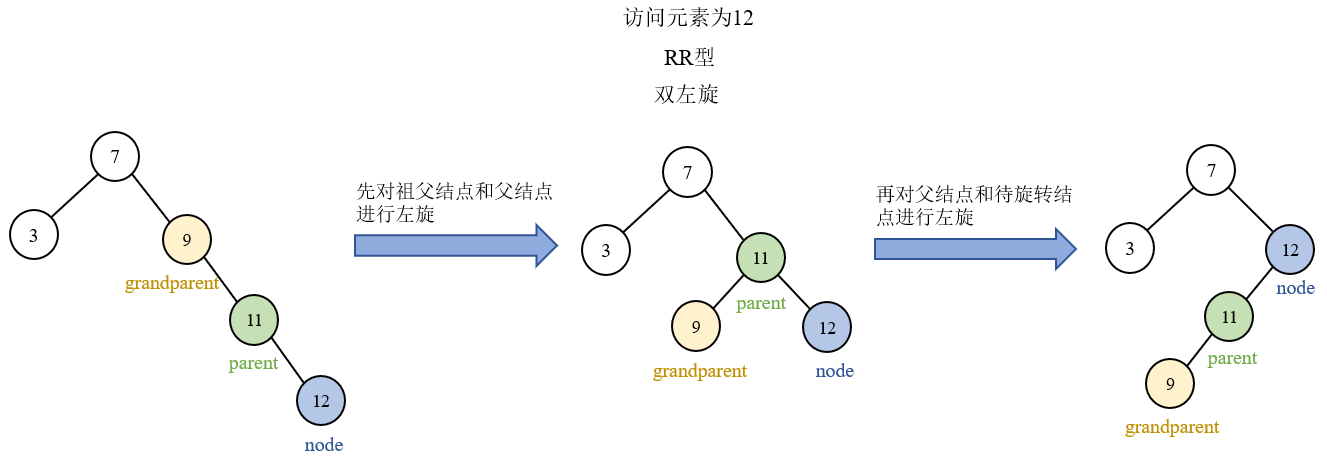 访问元素为12
RR型
双左旋
7
3
9
grandparent
11
parent
12
node
先对祖父结点和父结点
进行左旋
7
3
11
parent
9
grandparent
12
node
再对父结点和待旋转结
点进行左旋
7
3
12
node
11
parent
9
grandparent